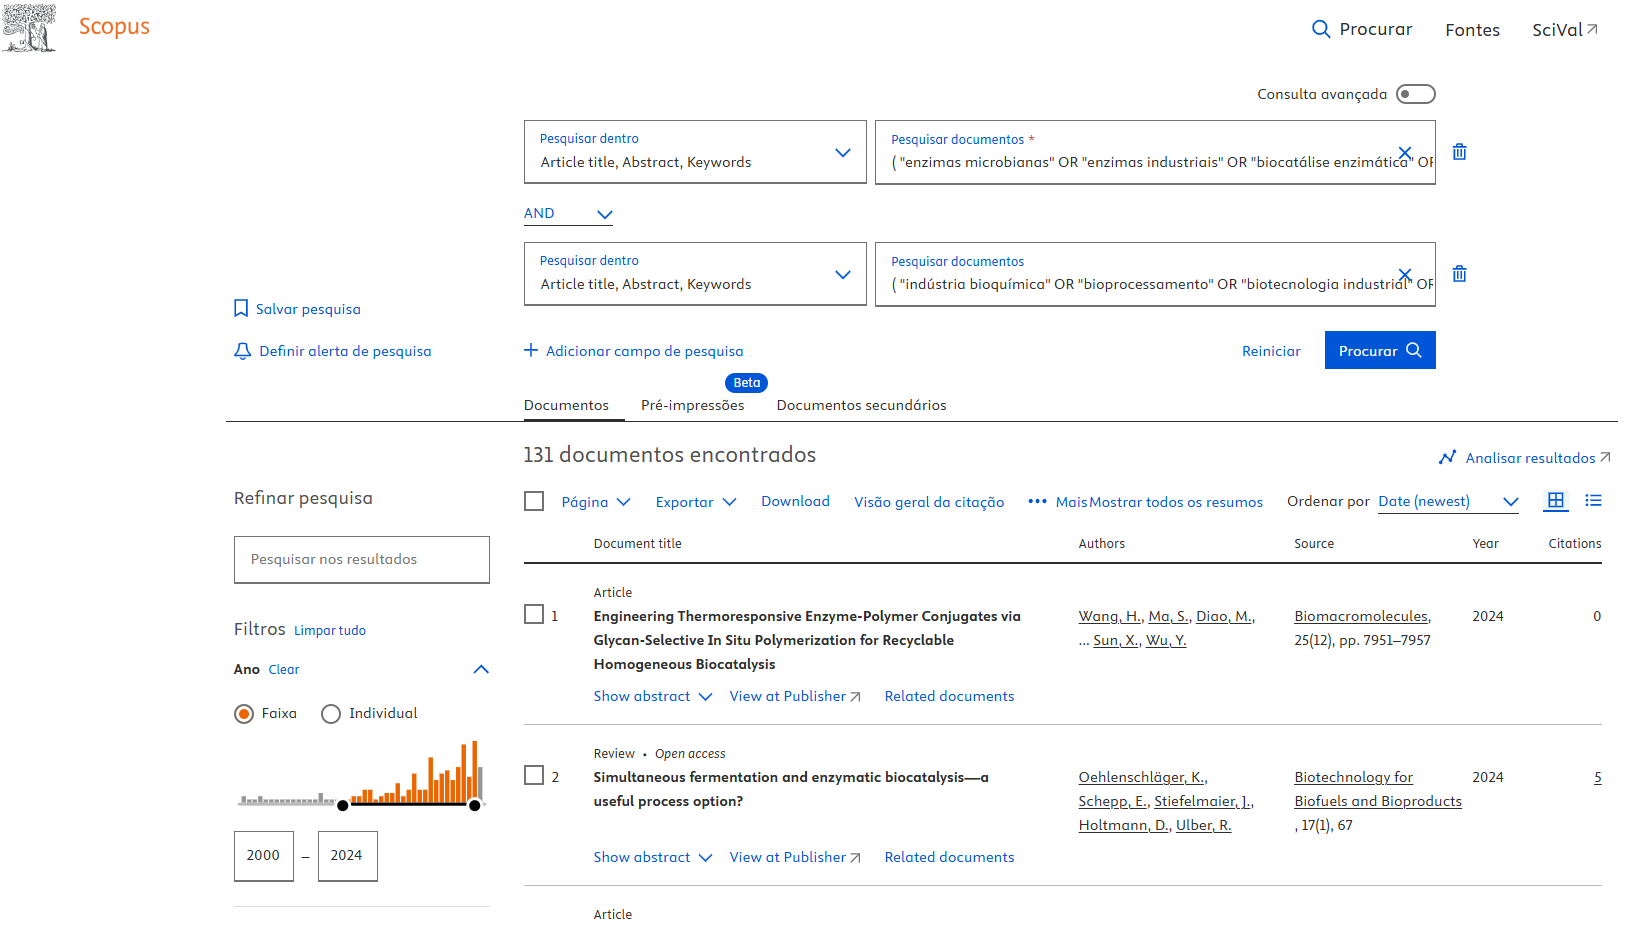 Scopus
Procurar
Fontes
SciVal
Consulta avançada
Pesquisar dentro
Article title, Abstract, Keywords
Pesquisar documentos *
( "enzimas microbianas" OR "enzimas industriais" OR "biocatálise enzimática" OR
AND
Pesquisar dentro
Article title, Abstract, Keywords
Pesquisar documentos
( "indústria bioquímica" OR "bioprocessamento" OR "biotecnologia industrial" OR
Salvar pesquisa
Definir alerta de pesquisa
Adicionar campo de pesquisa
Reiniciar
Procurar
Beta
Documentos
Pré-impressões
Documentos secundários
131 documentos encontrados
Analisar resultados
Refinar pesquisa
Pesquisar nos resultados
Filtros Limpar tudo
Ano Clear
Faixa
Individual
2000 – 2024
Página
Exportar
Download
Visão geral da citação
••• Mais
Mostrar todos os resumos
Ordenar por Date (newest)
Document title
Authors
Source
Year
Citations
Article
1
Engineering Thermoresponsive Enzyme-Polymer Conjugates via
Glycan-Selective In Situ Polymerization for Recyclable
Homogeneous Biocatalysis
Wang, H., Ma, S., Diao, M.,
... Sun, X., Wu, Y.
Biomacromolecules,
25(12), pp. 7951–7957
2024
0
Show abstract
View at Publisher
Related documents
Review • Open access
2
Simultaneous fermentation and enzymatic biocatalysis—a
useful process option?
Oehlenschläger, K.,
Schepp, E., Stiefelmaier, J.,
Holtmann, D., Ulber, R.
Biotechnology for
Biofuels and Bioproducts
, 17(1), 67
2024
5
Show abstract
View at Publisher
Related documents
Article